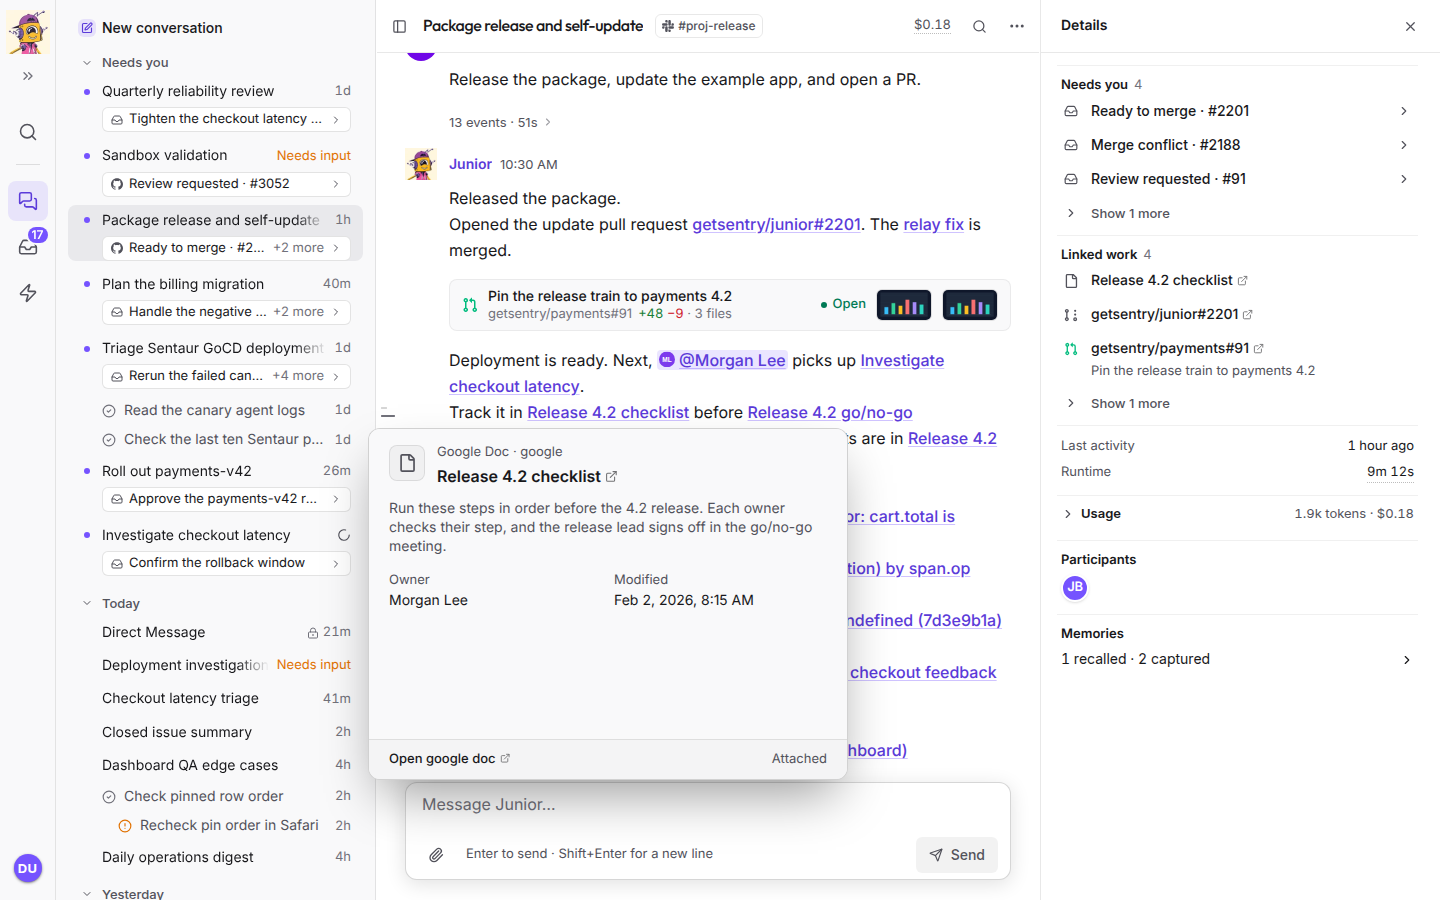 New conversation
Needs you
Quarterly reliability review 1d
Tighten the checkout latency ...
Sandbox validation Needs input
Review requested · #3052
Package release and self-update 1h
Ready to merge · #2... +2 more
Plan the billing migration 40m
Handle the negative ... +2 more
Triage Sentaur GoCD deployment 1d
Rerun the failed can... +4 more
Read the canary agent logs 1d
Check the last ten Sentaur p... 1d
Roll out payments-v42 26m
Approve the payments-v42 r...
Investigate checkout latency
Confirm the rollback window
Today
Direct Message 21m
Deployment investigation Needs input
Checkout latency triage 41m
Closed issue summary 2h
Dashboard QA edge cases 4h
Check pinned row order 2h
Recheck pin order in Safari 2h
Daily operations digest 4h
Yesterday
17
DU
Package release and self-update #proj-release $0.18
Release the package, update the example app, and open a PR.
13 events · 51s
Junior 10:30 AM
Released the package.
Opened the update pull request getsentry/junior#2201. The relay fix is
merged.
Pin the release train to payments 4.2
getsentry/payments#91 +48 −9 · 3 files
Open
Deployment is ready. Next, ML @Morgan Lee picks up Investigate
checkout latency.
Track it in Release 4.2 checklist before Release 4.2 go/no-go
ts are in Release 4.2
or: cart.total is
tion) by span.op
ndefined (7d3e9b1a)
checkout feedback
hboard)
Google Doc · google
Release 4.2 checklist
Run these steps in order before the 4.2 release. Each owner
checks their step, and the release lead signs off in the go/no-go
meeting.
Owner Modified
Morgan Lee Feb 2, 2026, 8:15 AM
Open google doc Attached
Message Junior...
Enter to send · Shift+Enter for a new line
Send
Details
Needs you 4
Ready to merge · #2201
Merge conflict · #2188
Review requested · #91
Show 1 more
Linked work 4
Release 4.2 checklist
getsentry/junior#2201
getsentry/payments#91
Pin the release train to payments 4.2
Show 1 more
Last activity 1 hour ago
Runtime 9m 12s
Usage 1.9k tokens · $0.18
Participants
JB
Memories
1 recalled · 2 captured